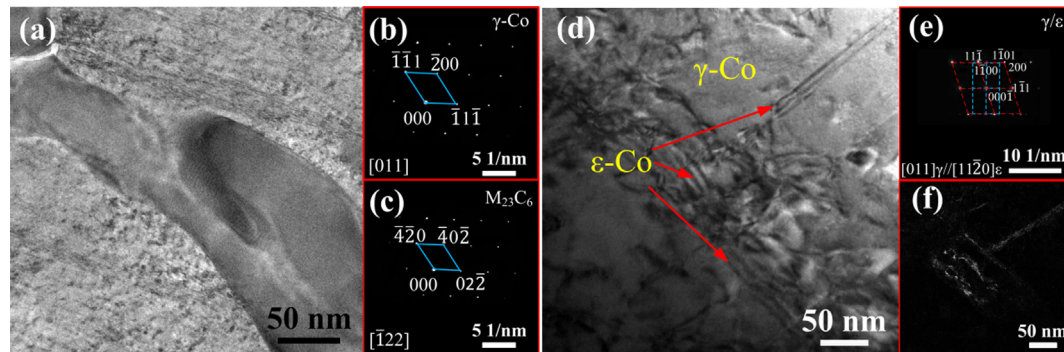 (a)
50 nm
(b)
γ-Co
1̅1̅1
2̅00
000
1̅11̅
[011]
5 1/nm
(c)
M₂₃C₆
4̅2̅0
4̅02̅
000
022̅
[1̅22]
5 1/nm
(d)
γ-Co
ε-Co
50 nm
(e)
γ/ε
111̅
11̅01
200
1̅100
11̅1
0001̅
10 1/nm
[011]γ//[112̅0]ε
(f)
50 nm